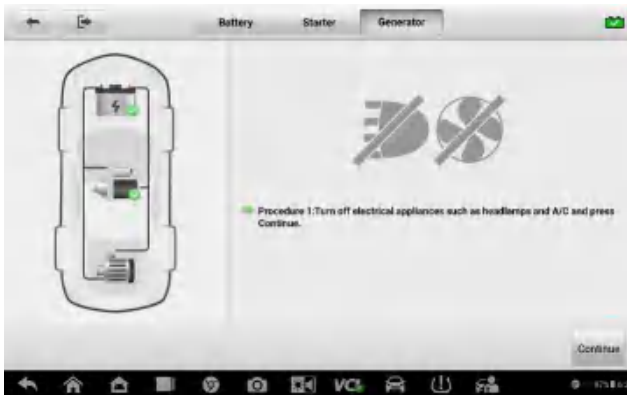 Battery Starter Generator
Procedure 1:Turn off electrical appliances such as headlamps and A/C and press
Continue.
Continue
VCI